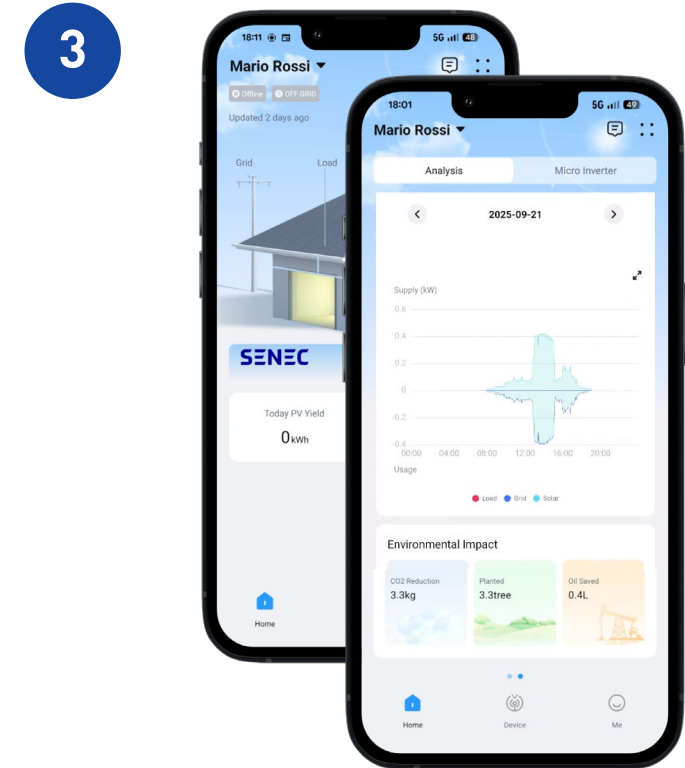 3
18:11
5G 48
Mario Rossi
Offline OFF GRID
Updated 2 days ago
Grid Load
SENEC
Today PV Yield
0 kWh
Home
18:01
5G 49
Mario Rossi
Analysis Micro Inverter
2025-09-21
Supply (kW)
0.6
0.4
0.2
0
-0.2
-0.4
00:00 04:00 08:00 12:00 16:00 20:00
Usage
Load Grid Solar
Environmental Impact
CO2 Reduction Planted Oil Saved
3.3kg 3.3tree 0.4L
Home Device Me